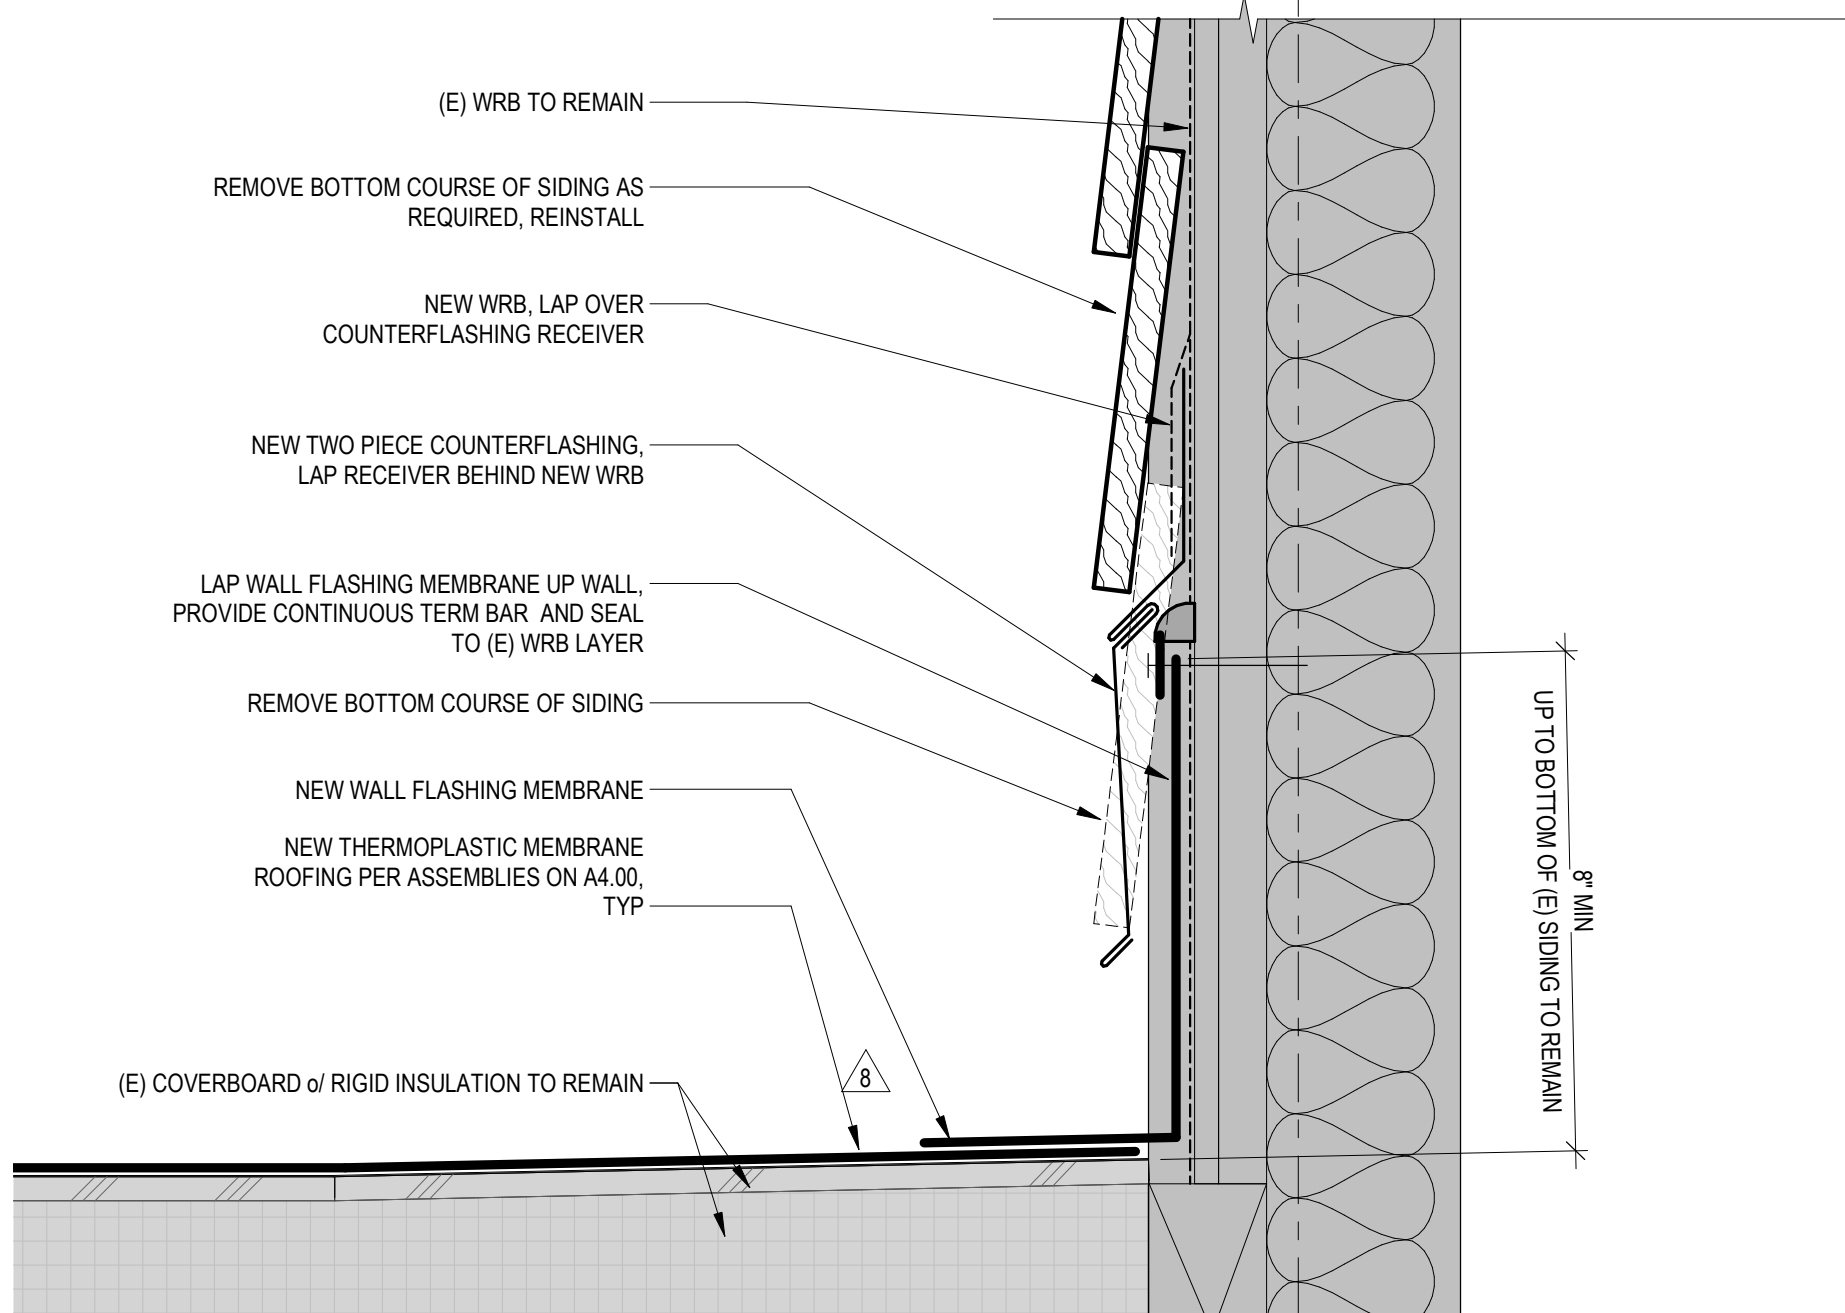 (E) WRB TO REMAIN
REMOVE BOTTOM COURSE OF SIDING AS
REQUIRED, REINSTALL
NEW WRB, LAP OVER
COUNTERFLASHING RECEIVER
NEW TWO PIECE COUNTERFLASHING,
LAP RECEIVER BEHIND NEW WRB
LAP WALL FLASHING MEMBRANE UP WALL,
PROVIDE CONTINUOUS TERM BAR AND SEAL
TO (E) WRB LAYER
REMOVE BOTTOM COURSE OF SIDING
NEW WALL FLASHING MEMBRANE
NEW THERMOPLASTIC MEMBRANE
ROOFING PER ASSEMBLIES ON A4.00,
TYP
(E) COVERBOARD o/ RIGID INSULATION TO REMAIN
8
8" MIN
UP TO BOTTOM OF (E) SIDING TO REMAIN